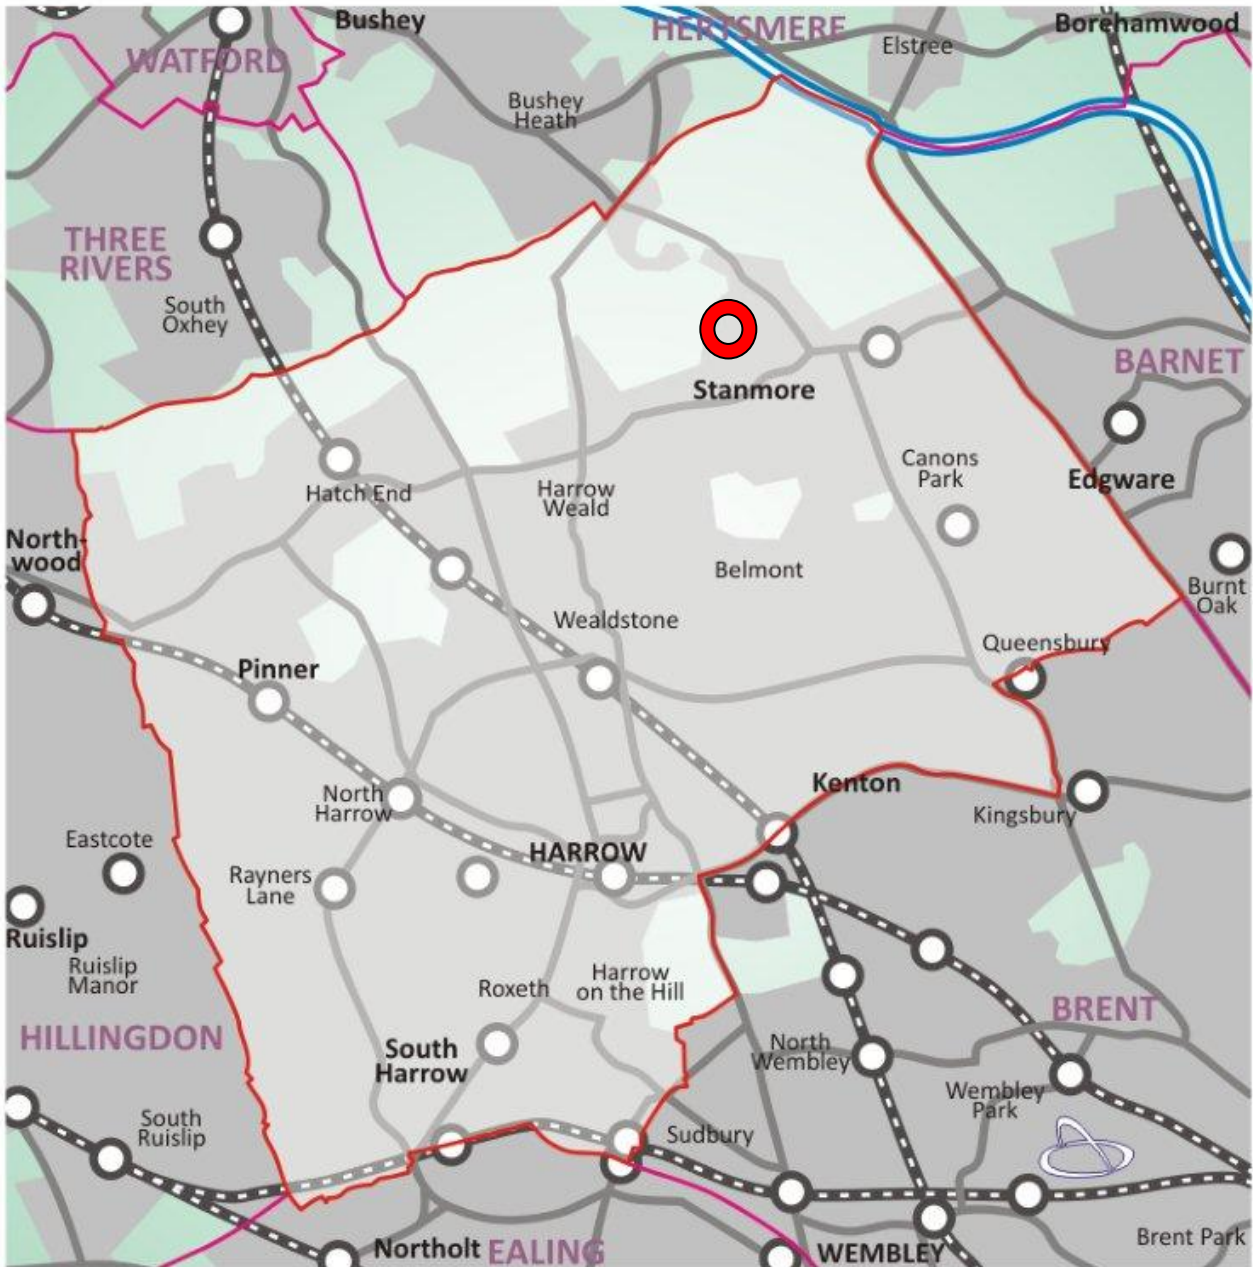 Bushey
HERTSMERE
Borehamwood
Elstree
WATFORD
Bushey
Heath
THREE
RIVERS
South
Oxhey
BARNET
Stanmore
Canons
Park
Edgware
Hatch End
Harrow
Weald
North-
wood
Belmont
Burnt
Oak
Wealdstone
Queensbury
Pinner
Kenton
North
Harrow
Kingsbury
Eastcote
HARROW
Rayners
Lane
Ruislip
Ruislip
Manor
Roxeth
Harrow
on the Hill
BRENT
HILLINGDON
South
Harrow
North
Wembley
Wembley
Park
South
Ruislip
Sudbury
Northolt
EALING
WEMBLEY
Brent Park